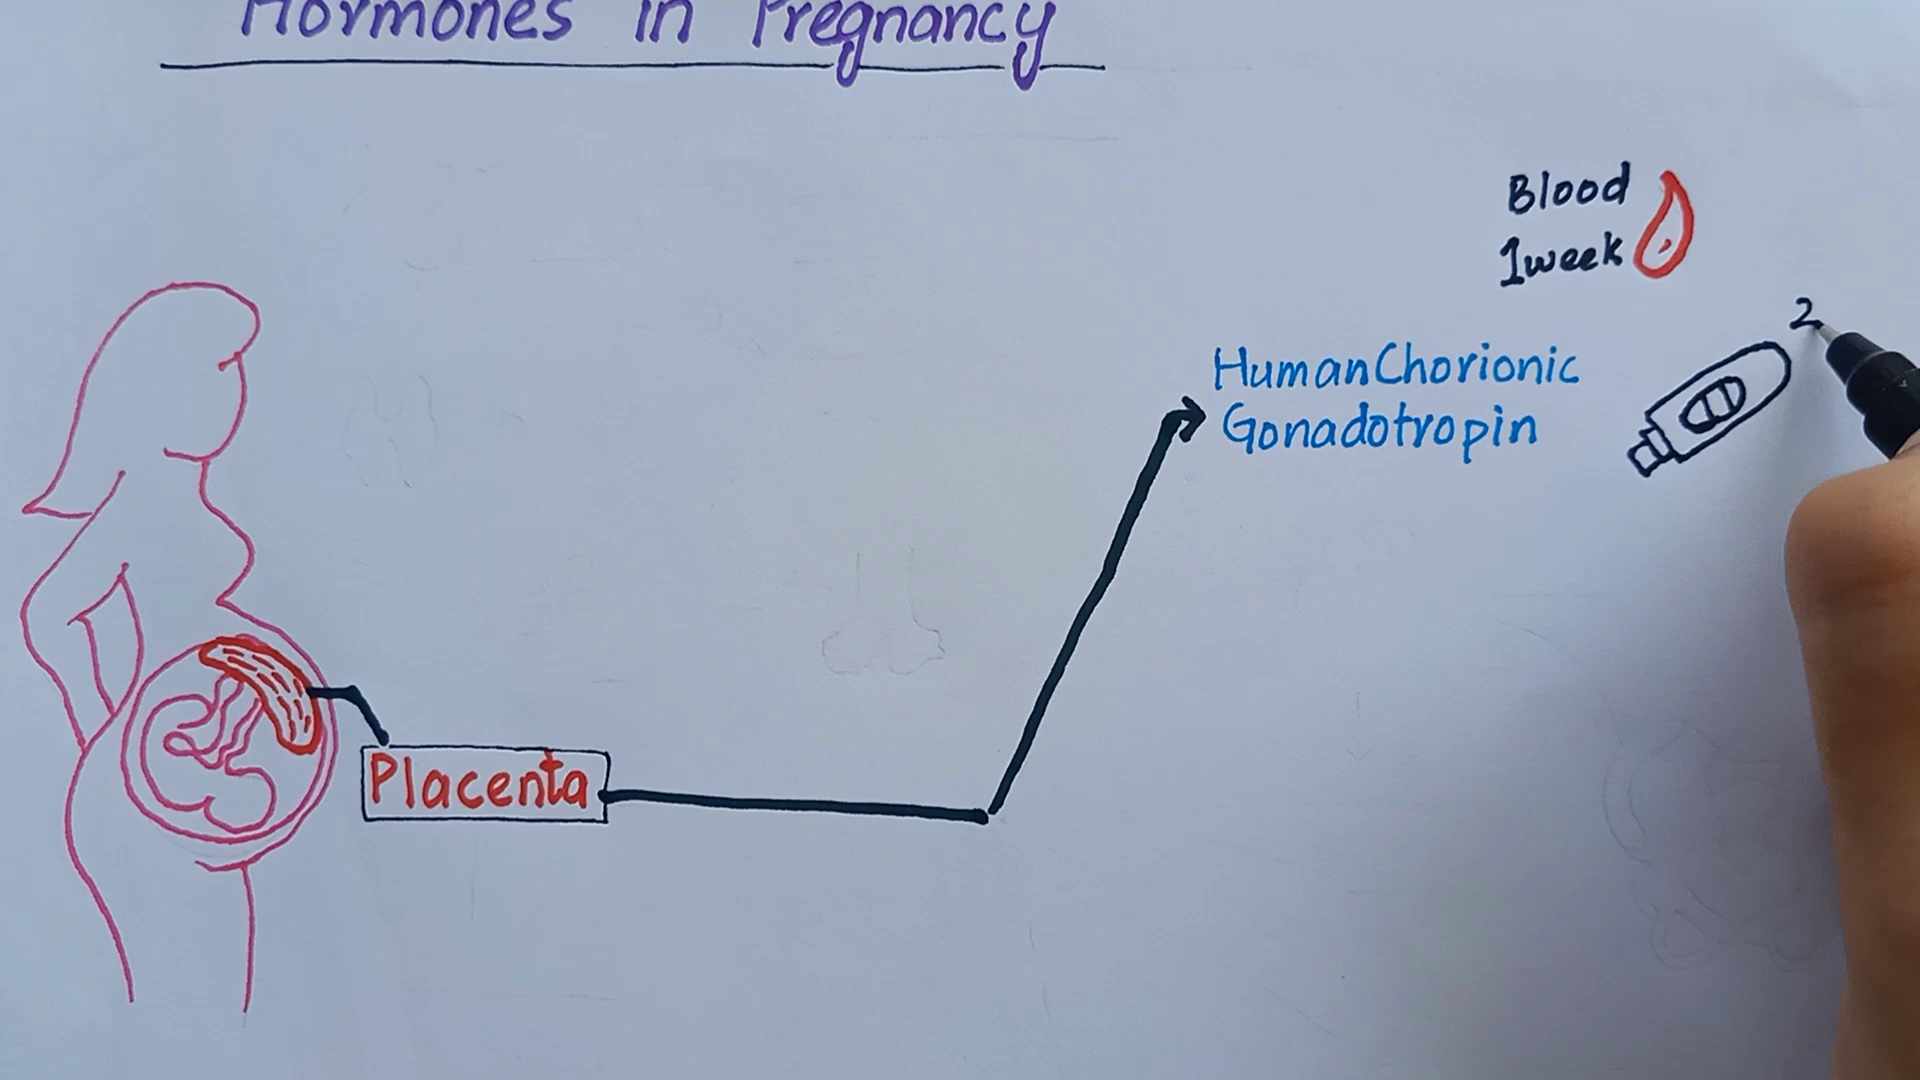 Hormones in Pregnancy
Blood
1week
2
HumanChorionic
Gonadotropin
Placenta